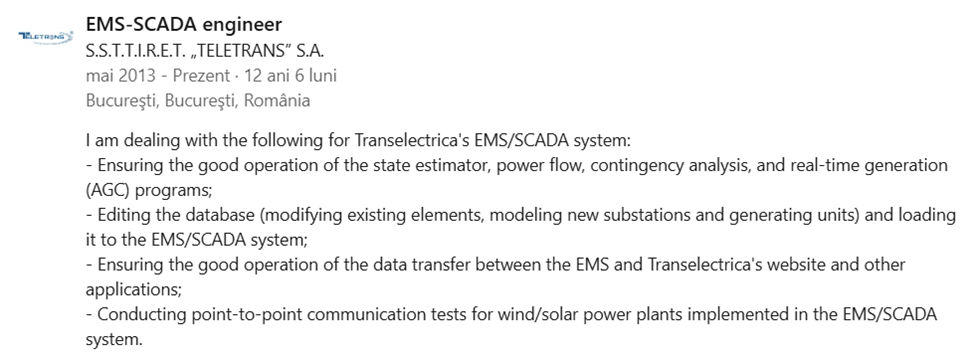 TELETRANS
EMS-SCADA engineer
S.S.T.T.I.R.E.T. „TELETRANS” S.A.
mai 2013 - Prezent · 12 ani 6 luni
Bucureşti, Bucureşti, România
I am dealing with the following for Transelectrica's EMS/SCADA system:
- Ensuring the good operation of the state estimator, power flow, contingency analysis, and real-time generation
(AGC) programs;
- Editing the database (modifying existing elements, modeling new substations and generating units) and loading
it to the EMS/SCADA system;
- Ensuring the good operation of the data transfer between the EMS and Transelectrica's website and other
applications;
- Conducting point-to-point communication tests for wind/solar power plants implemented in the EMS/SCADA
system.